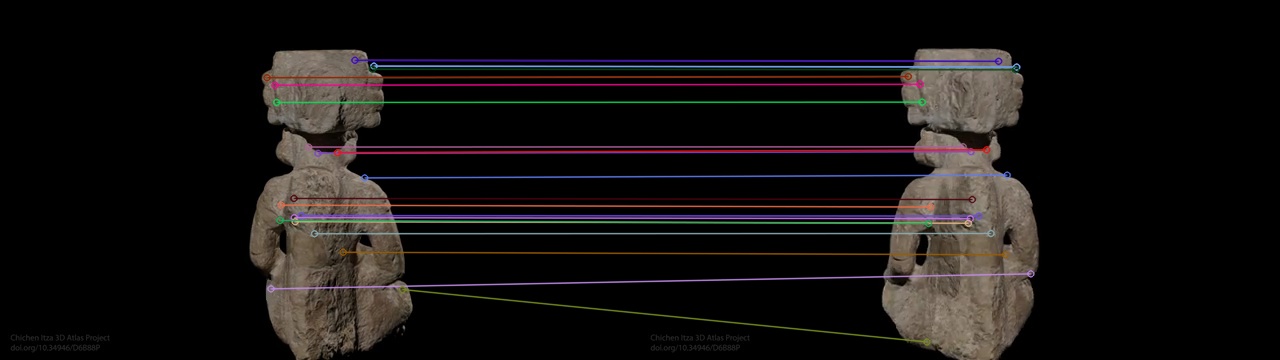 Chichen Itza 3D Atlas Project
doi.org/10.34946/D6B88P
Chichen Itza 3D Atlas Project
doi.org/10.34946/D6B88P